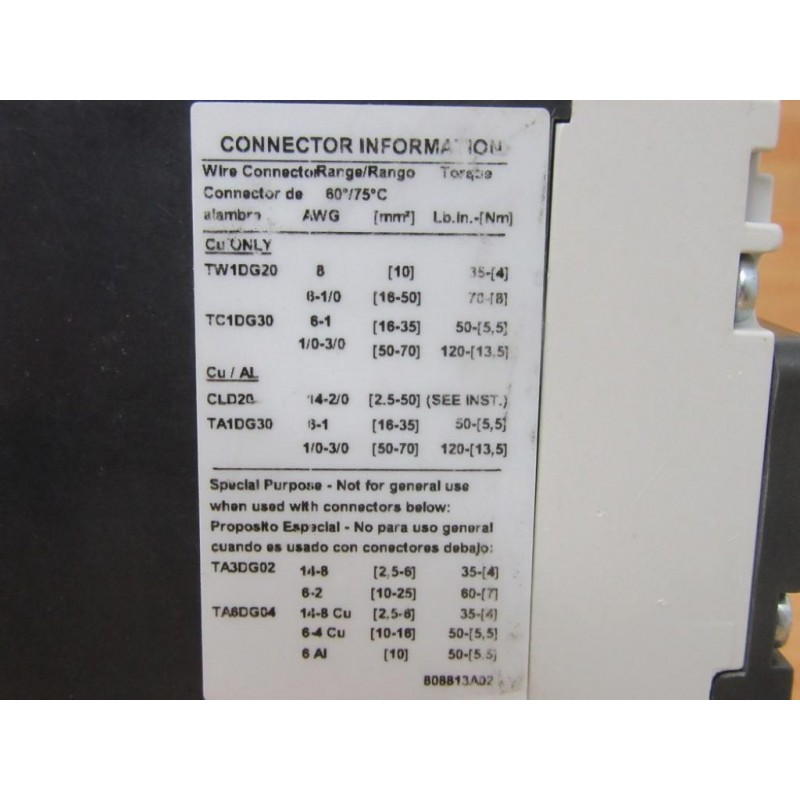 CONNECTOR INFORMATION
Wire Connector Range/Rango Torque
Connector de 60°/75°C
alambre AWG [mm²] Lb.In.-[Nm]
Cu ONLY
TW1DG20 8 [10] 35-[4]
6-1/0 [16-50] 70-[8]
TC1DG30 6-1 [16-35] 50-[5,5]
1/0-3/0 [50-70] 120-[13,5]
Cu / AL
CLD20 14-2/0 [2.5-50] (SEE INST.)
TA1DG30 6-1 [16-35] 50-[5,5]
1/0-3/0 [50-70] 120-[13,5]
Special Purpose - Not for general use
when used with connectors below:
Proposito Especial - No para uso general
cuando es usado con conectores debajo:
TA3DG02 14-8 [2,5-6] 35-[4]
6-2 [10-25] 60-[7]
TA6DG04 14-8 Cu [2,5-6] 35-[4]
6-4 Cu [10-16] 50-[5,5]
6 Al [10] 50-[5.5]
808813A02